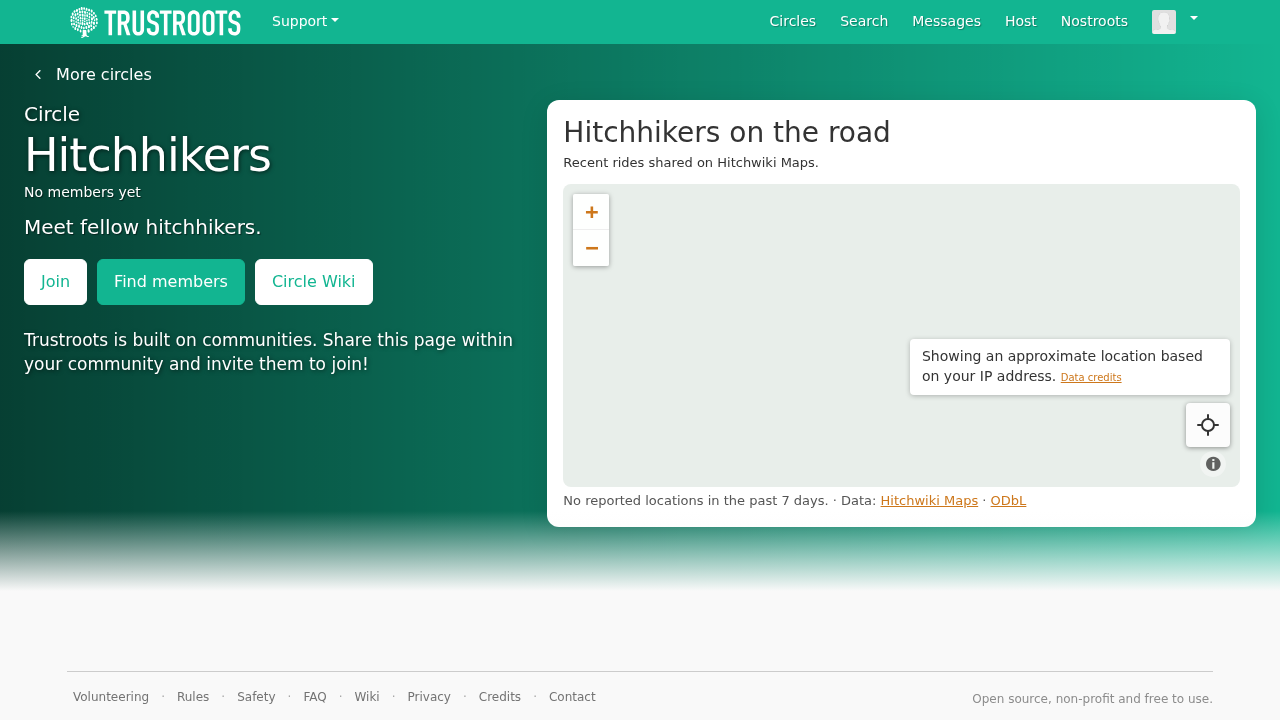 TRUSTROOTS Support Circles Search Messages Host Nostroots
More circles
Circle
Hitchhikers
No members yet
Meet fellow hitchhikers.
Join Find members Circle Wiki
Trustroots is built on communities. Share this page within
your community and invite them to join!
Hitchhikers on the road
Recent rides shared on Hitchwiki Maps.
+
−
Showing an approximate location based
on your IP address. Data credits
No reported locations in the past 7 days. · Data: Hitchwiki Maps · ODbL
Volunteering · Rules · Safety · FAQ · Wiki · Privacy · Credits · Contact
Open source, non-profit and free to use.